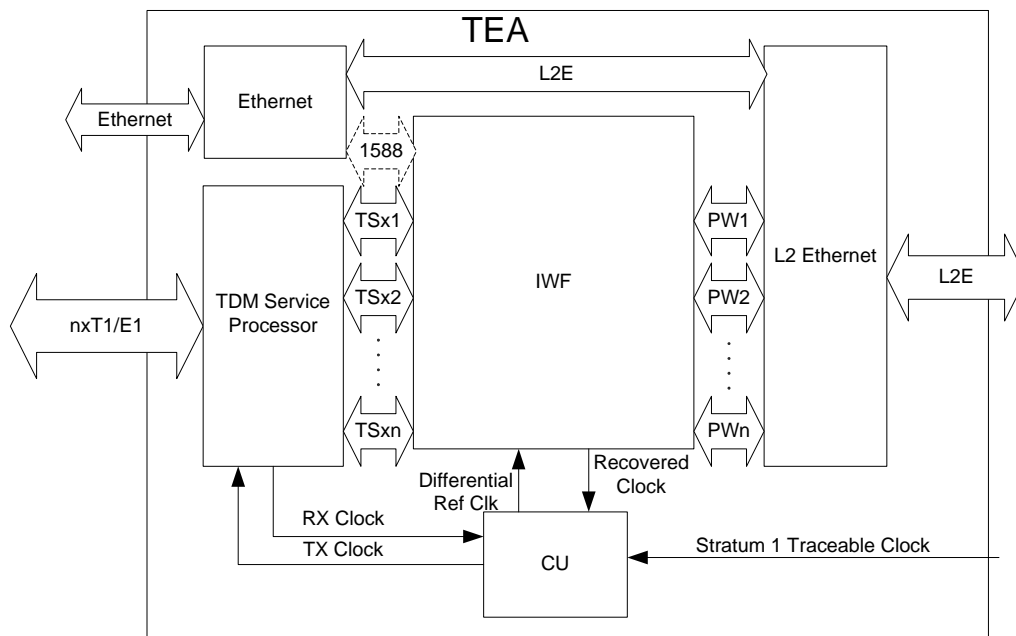 TEA
Ethernet
L2E
Ethernet
1588
TSx1
PW1
L2 Ethernet
L2E
IWF
TDM Service
Processor
TSx2
PW2
nxT1/E1
TSxn
PWn
Differential
Ref Clk
Recovered
Clock
RX Clock
TX Clock
CU
Stratum 1 Traceable Clock